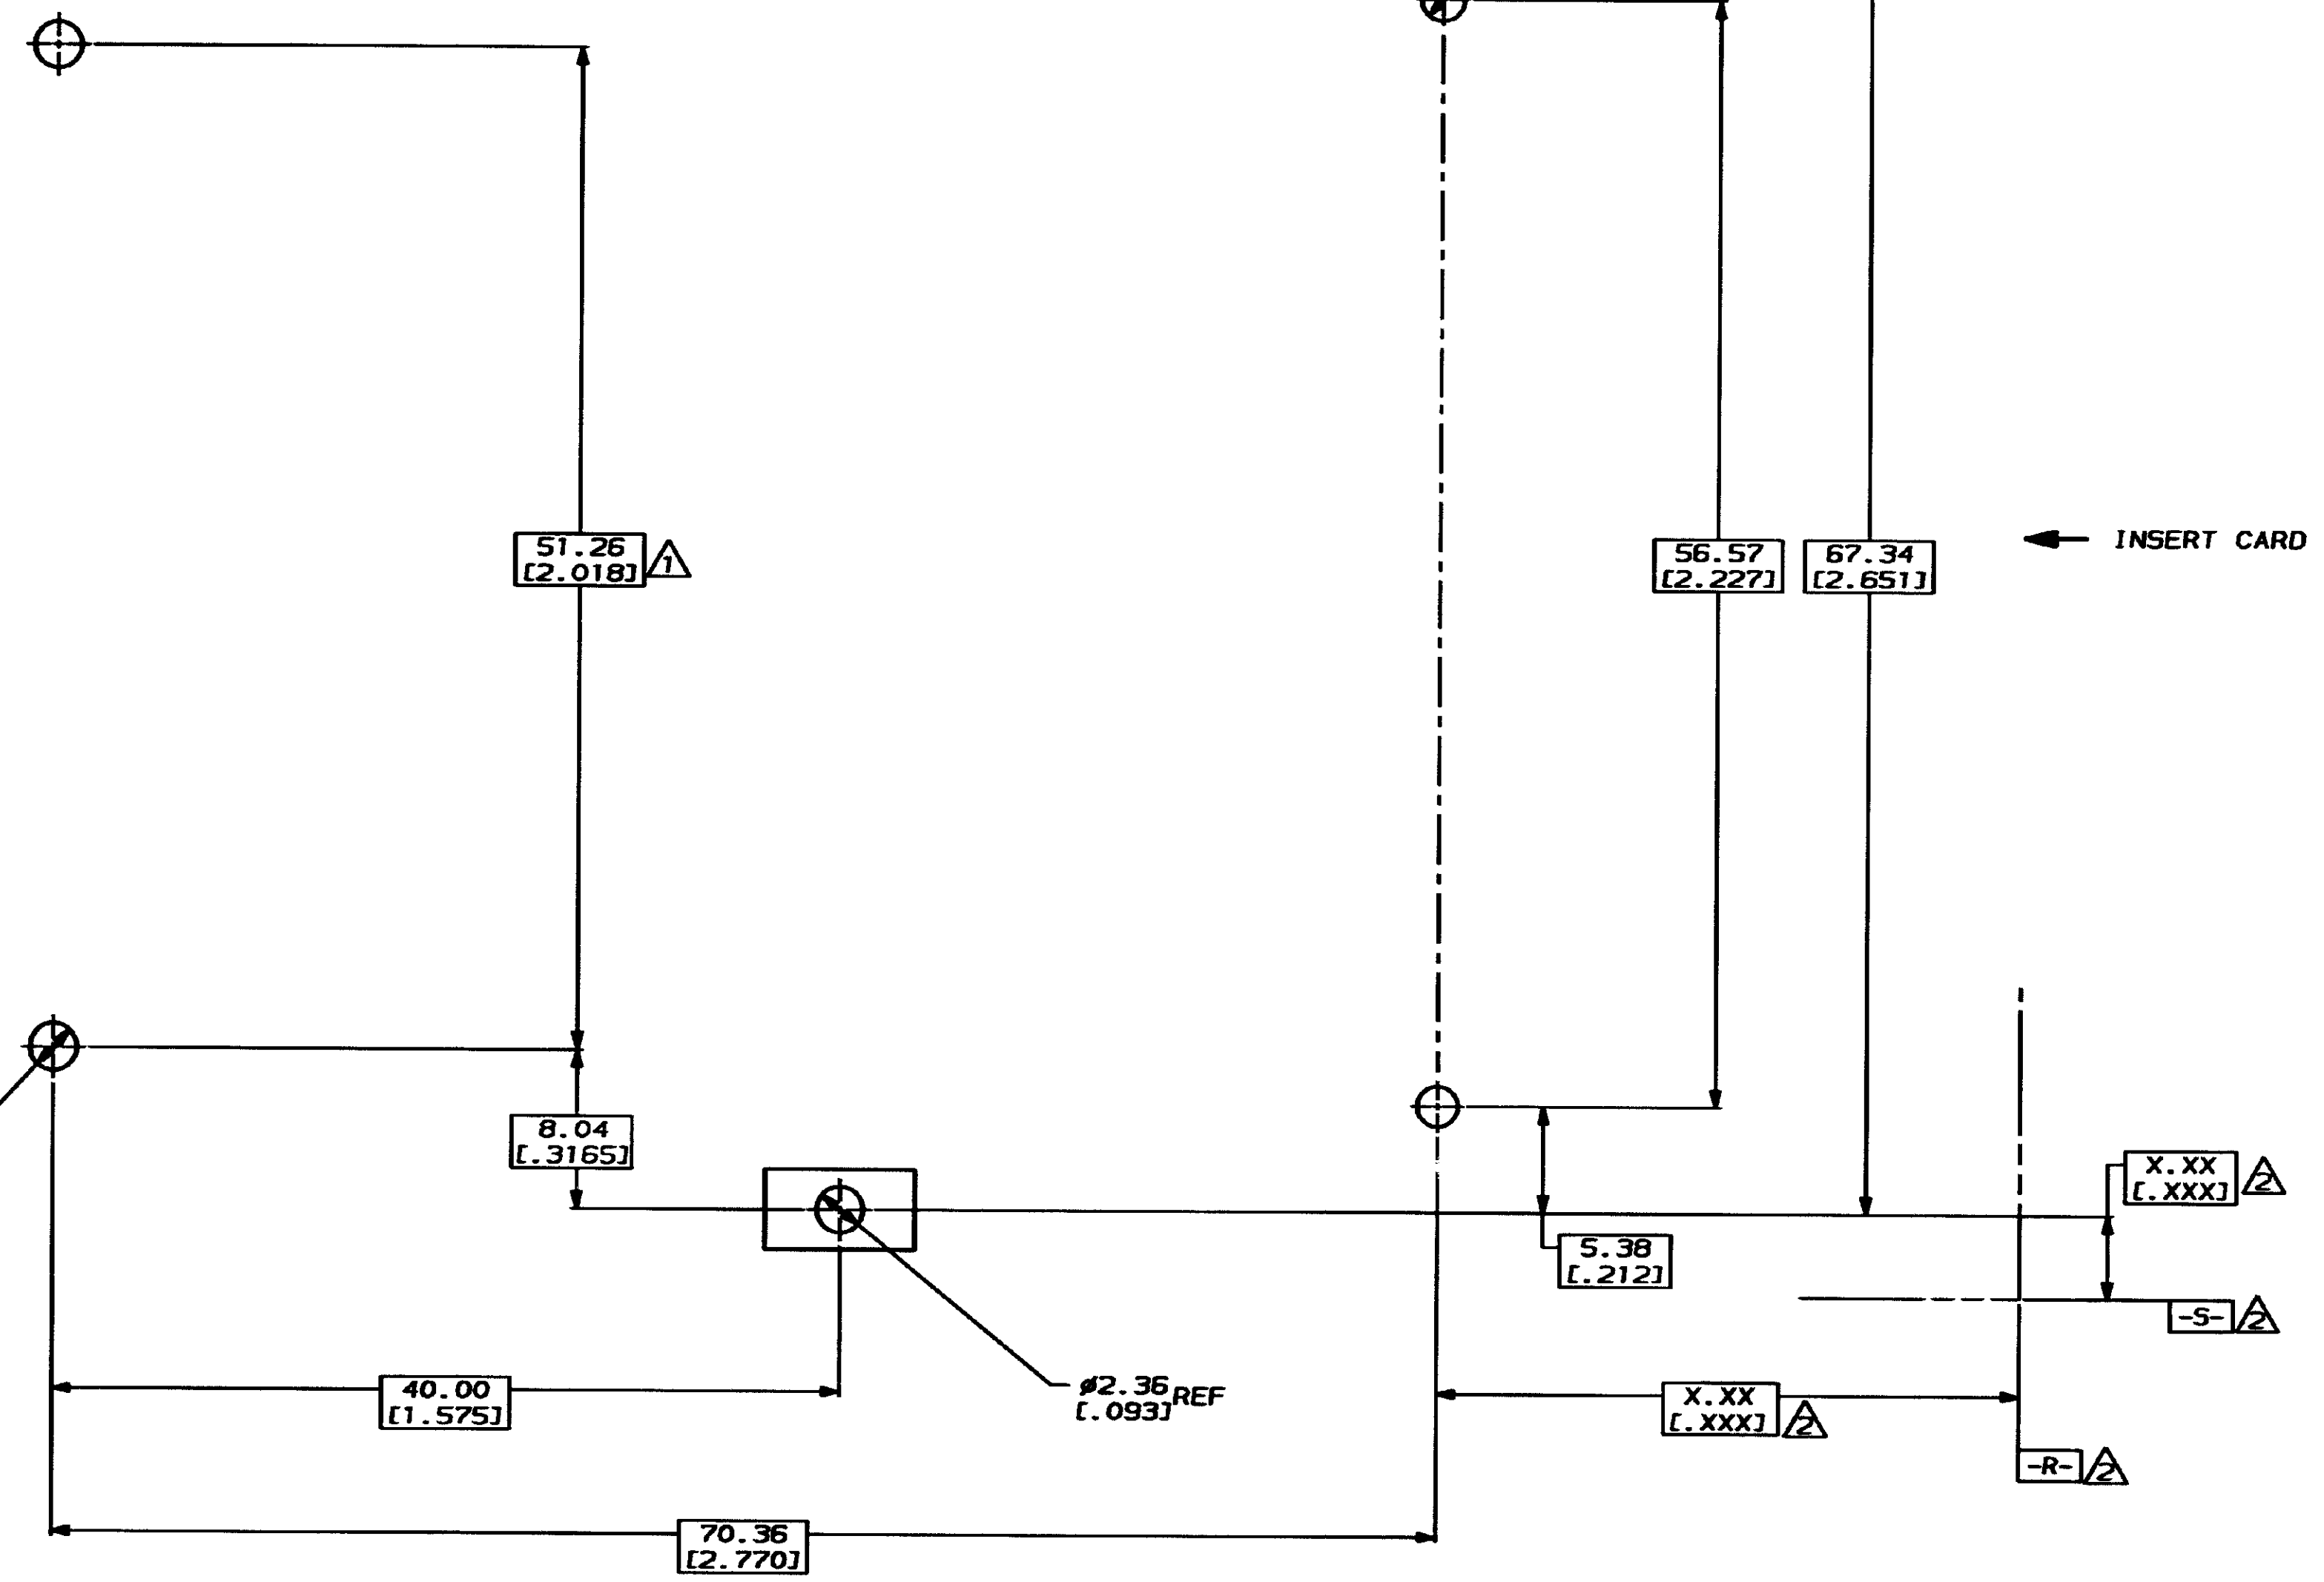 51.26
[2.018]
1
56.57
[2.227]
67.34
[2.651]
INSERT CARD
8.04
[.3165]
X.XX
[.XXX]
2
5.38
[.212]
-S-
2
40.00
[1.575]
ø2.36 REF
[.093]
X.XX
[.XXX]
2
-R-
2
70.36
[2.770]